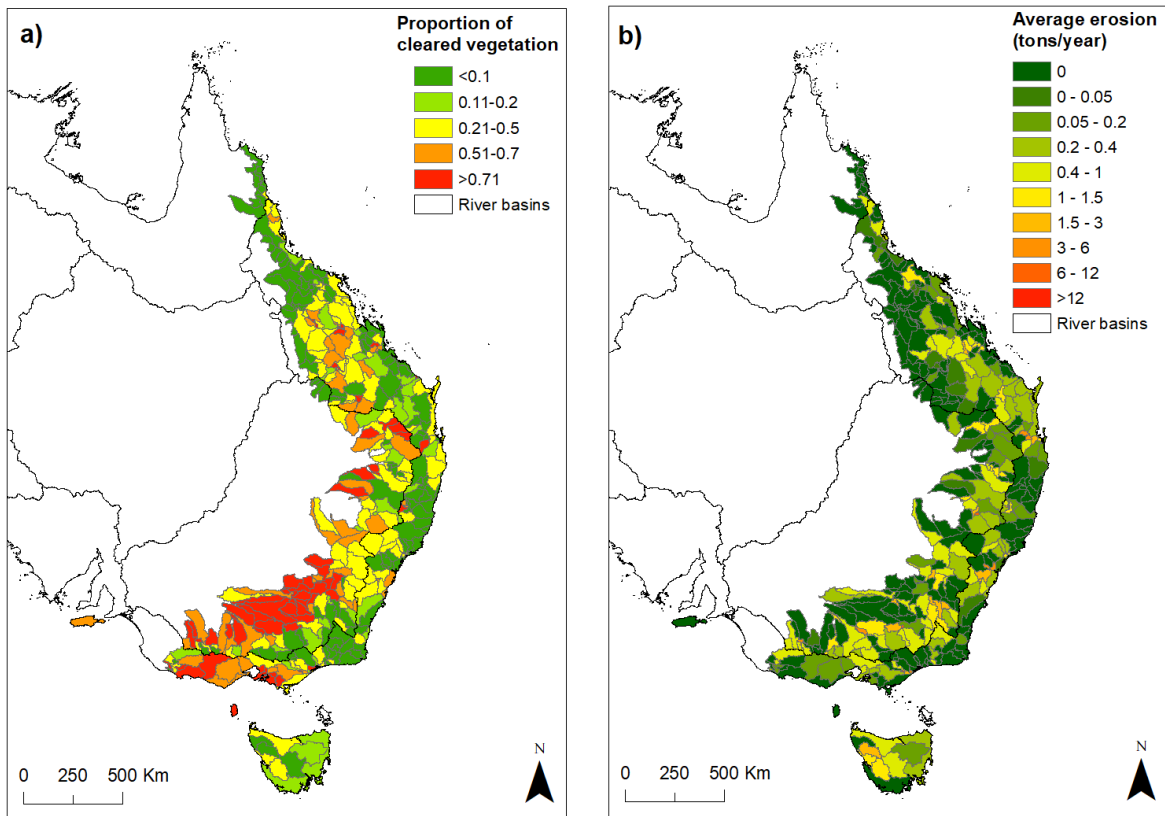 a)
Proportion of
cleared vegetation
<0.1
0.11-0.2
0.21-0.5
0.51-0.7
>0.71
River basins
0 250 500 Km
N
b)
Average erosion
(tons/year)
0
0 - 0.05
0.05 - 0.2
0.2 - 0.4
0.4 - 1
1 - 1.5
1.5 - 3
3 - 6
6 - 12
>12
River basins
0 250 500 Km
N